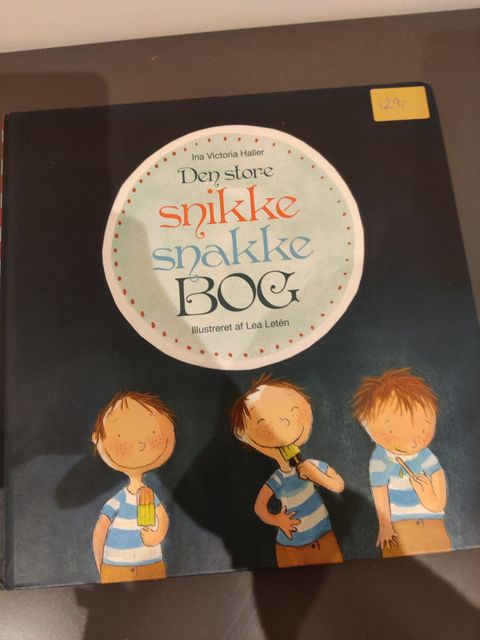 129,-
Ina Victoria Haller
Den store
snikke
snakke
BOG
Illustreret af Lea Letén